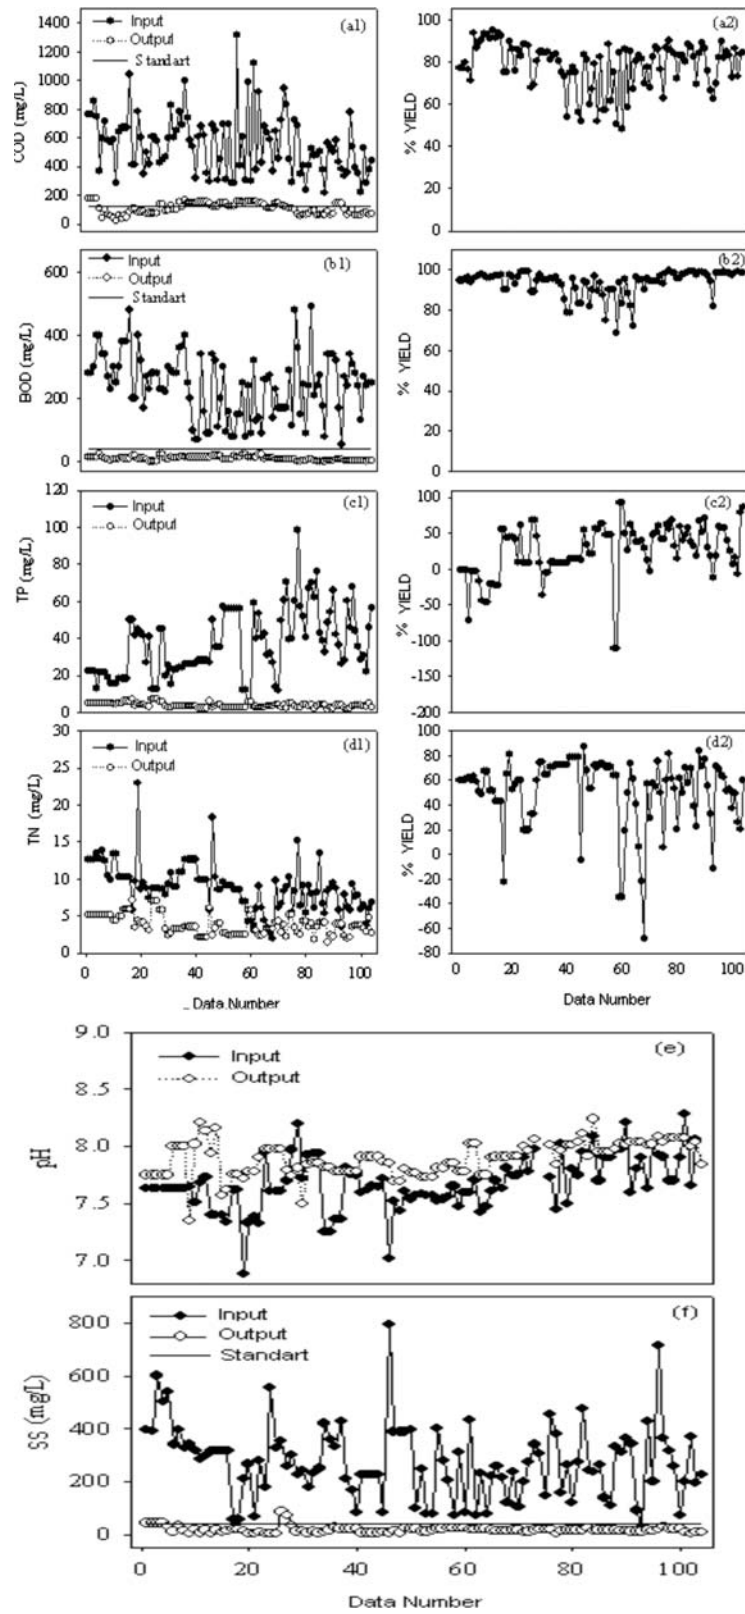 (a1)
Input
Output
Standart
COD (mg/L)
1400
1200
1000
800
600
400
200
0
(a2)
% YIELD
100
80
60
40
20
0
(b1)
Input
Output
Standart
BOD (mg/L)
600
400
200
0
(b2)
% YIELD
100
80
60
40
20
0
(c1)
Input
Output
TP (mg/L)
120
100
80
60
40
20
0
(c2)
% YIELD
100
50
0
-50
-100
-150
-200
(d1)
Input
Output
TN (mg/L)
30
25
20
15
10
5
0
0 20 40 60 80 100
Data Number
(d2)
% YIELD
100
80
60
40
20
0
-20
-40
-60
-80
0 20 40 60 80 100
Data Number
(e)
Input
Output
pH
9.0
8.5
8.0
7.5
7.0
(f)
Input
Output
Standart
SS (mg/L)
800
600
400
200
0
0 20 40 60 80 100
Data Number